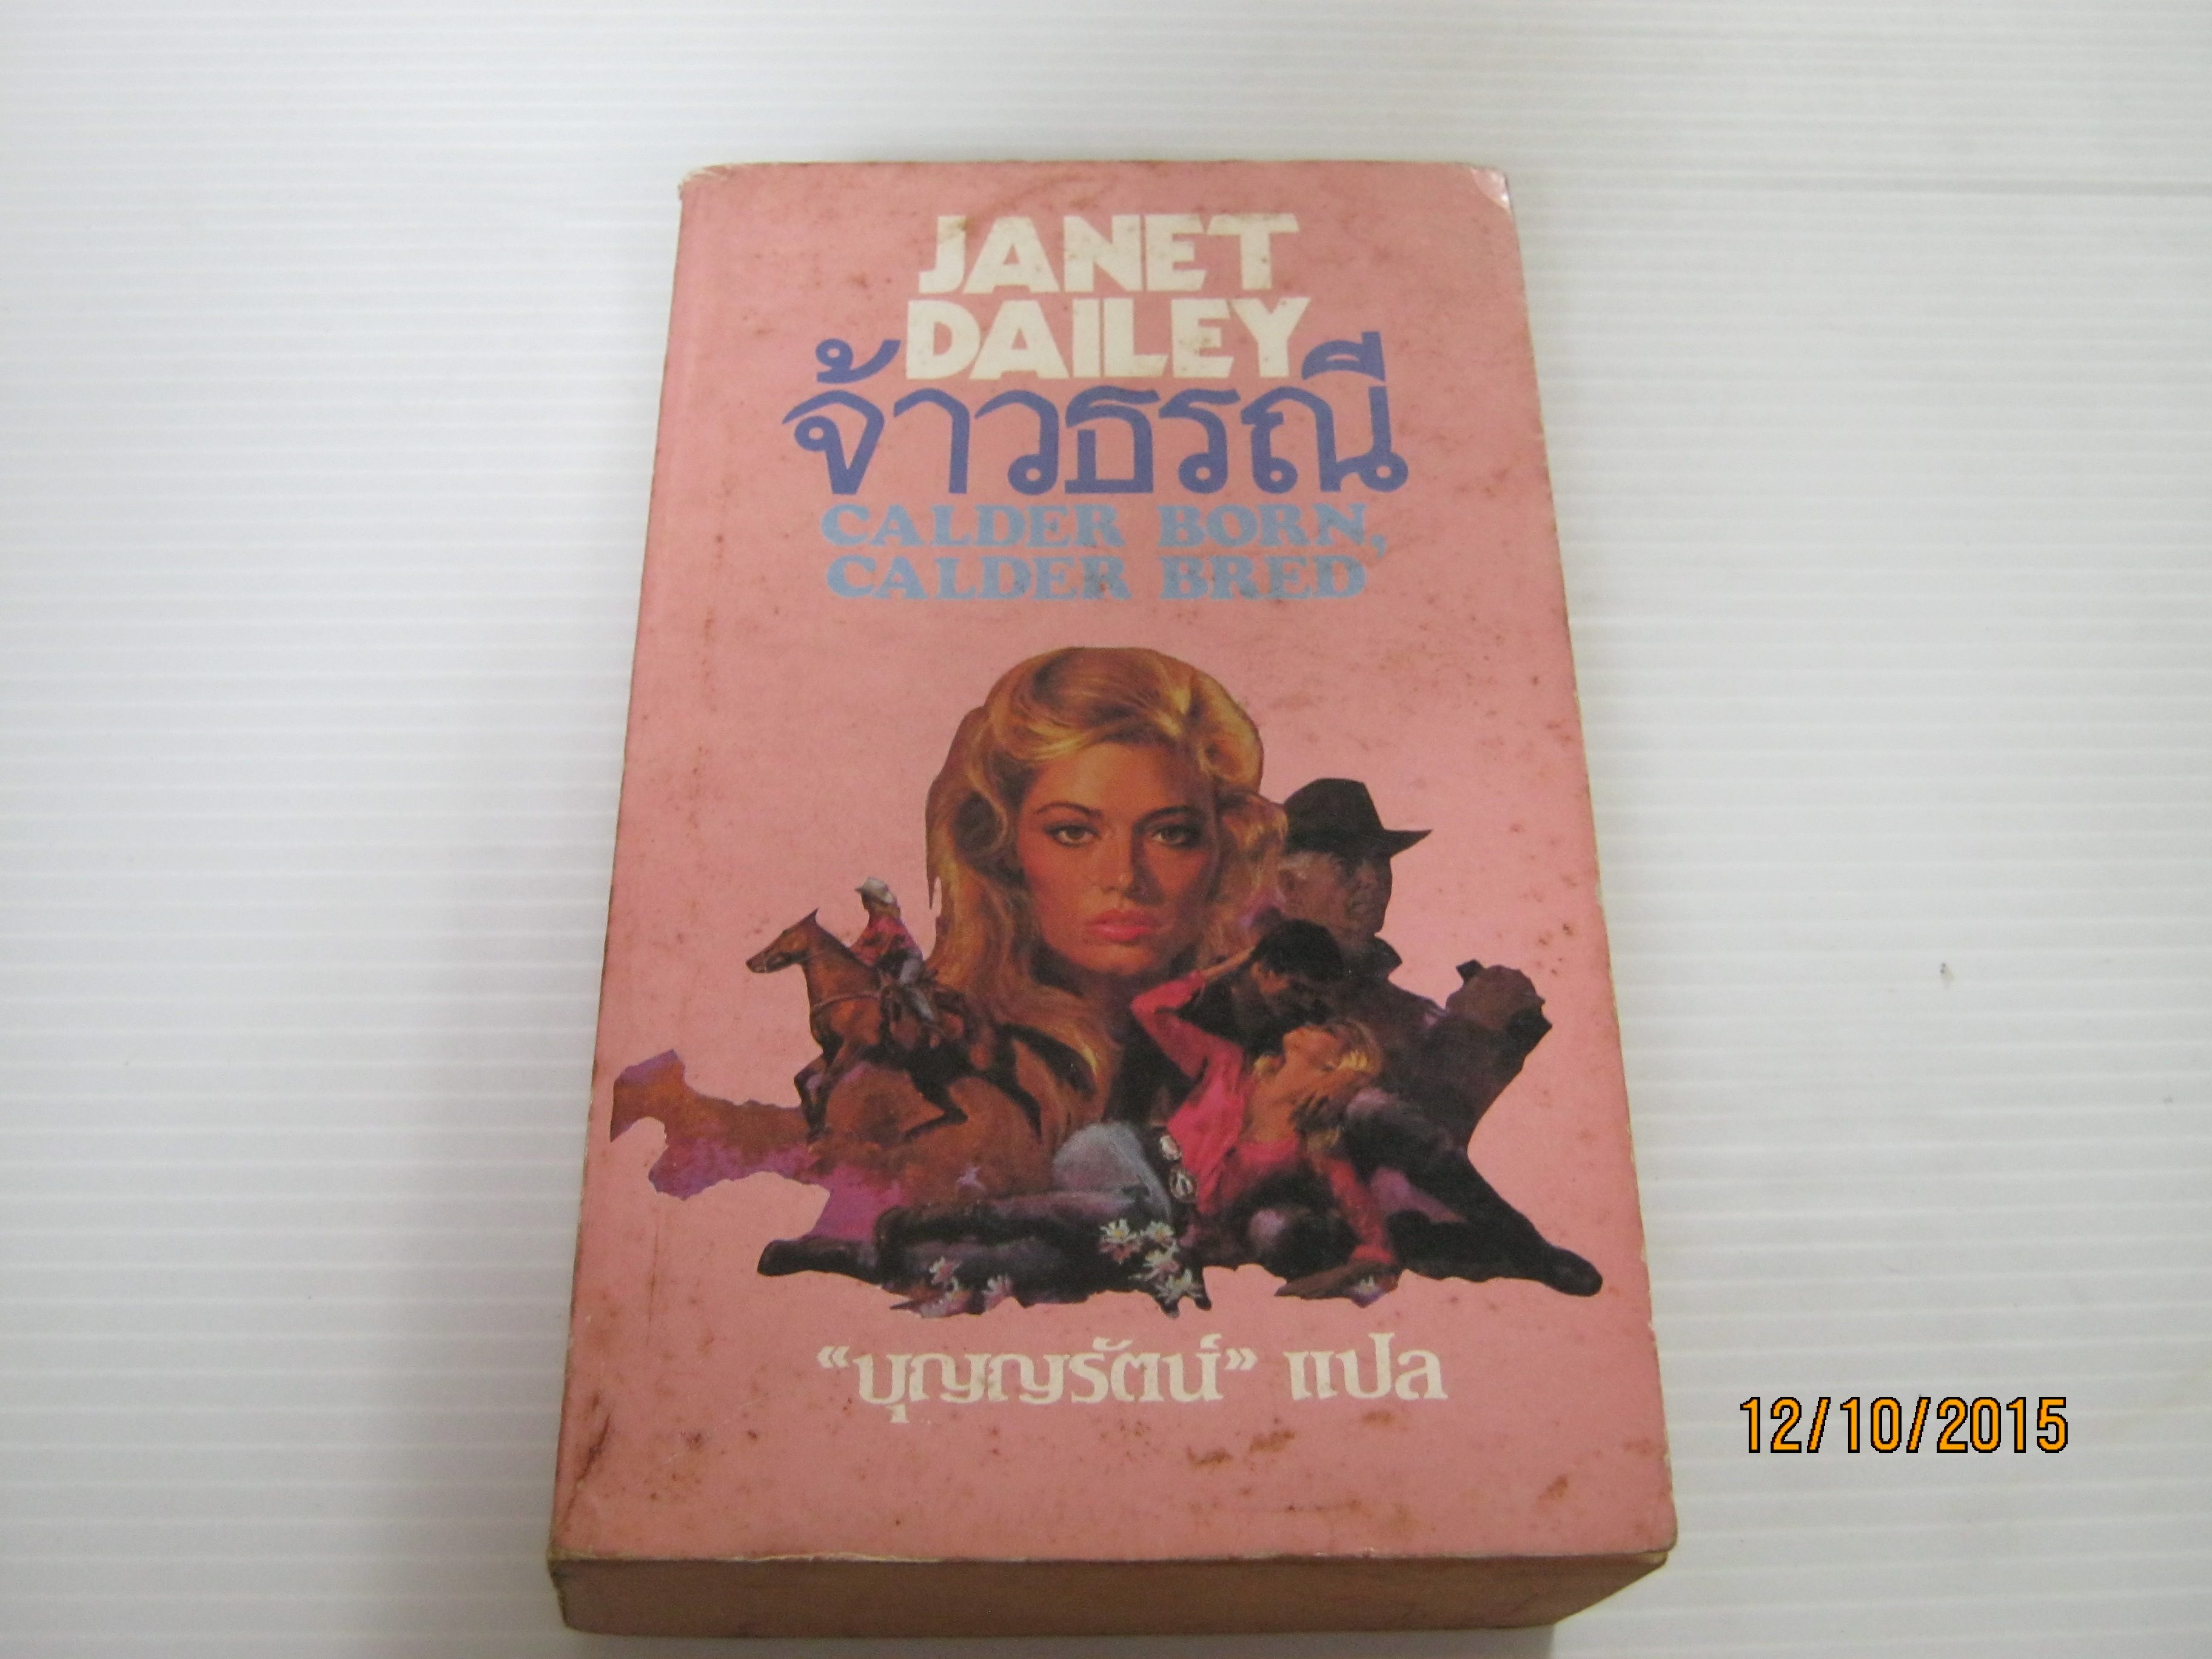 JANET
DAILEY
จ้าวธรณี
CALDER BORN,
CALDER BRED
“บุญญรัตน์” แปล
12/10/2015